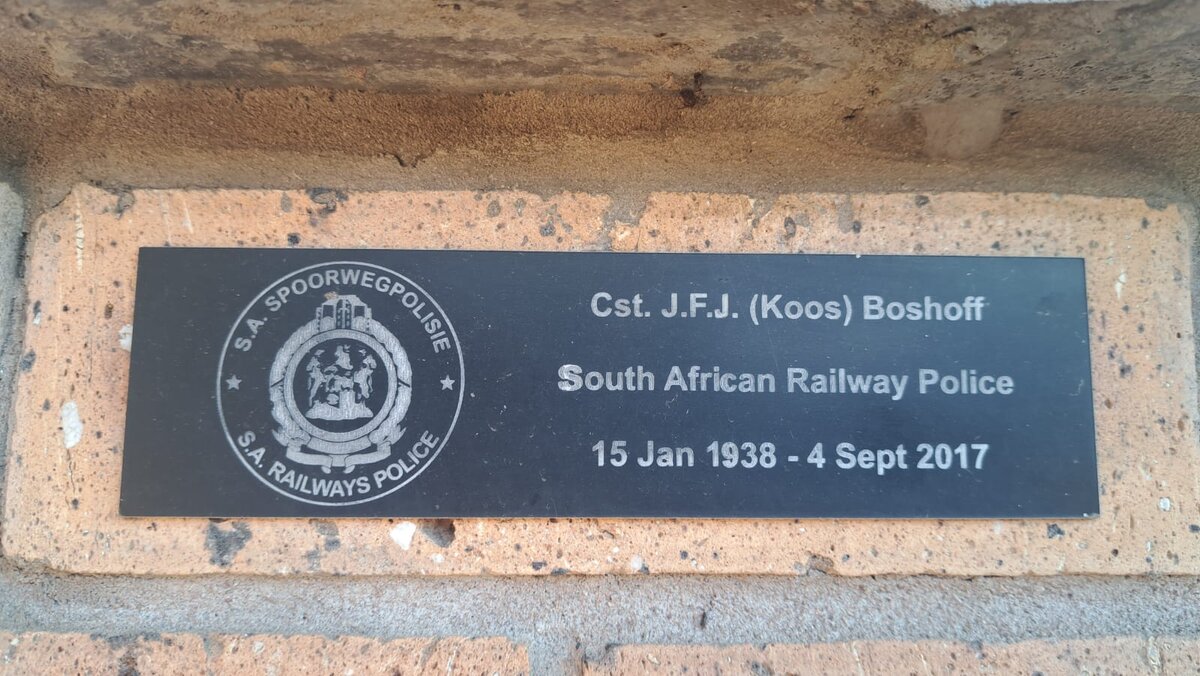 S.A. SPOORWEGPOLISIE
S.A. RAILWAYS POLICE
Cst. J.F.J. (Koos) Boshoff
South African Railway Police
15 Jan 1938 - 4 Sept 2017